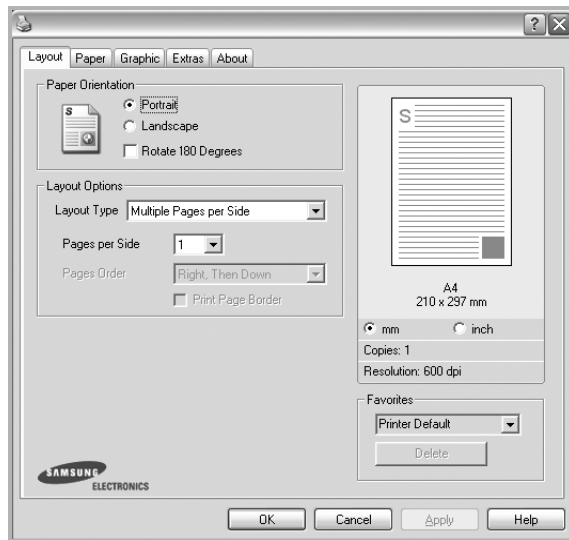 Layout Paper Graphic Extras About
Paper Orientation
S
Portrait
Landscape
Rotate 180 Degrees
Layout Options
Layout Type Multiple Pages per Side
Pages per Side 1
Pages Order Right, Then Down
Print Page Border
S
A4
210 x 297 mm
mm inch
Copies: 1
Resolution: 600 dpi
Favorites
Printer Default
Delete
SAMSUNG
ELECTRONICS
OK Cancel Apply Help